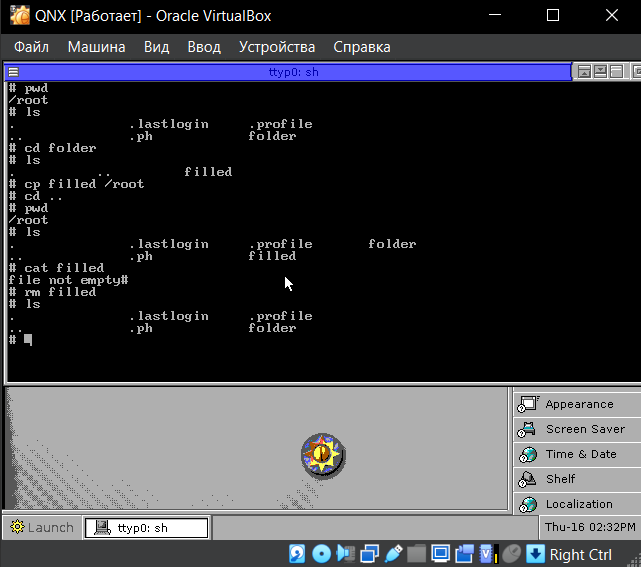 QNX [Работает] - Oracle VirtualBox
Файл Машина Вид Ввод Устройства Справка
ttyp0: sh
# pwd
/root
# ls
. .lastlogin .profile
.. .ph folder
# cd folder
# ls
. .. filled
# cp filled /root
# cd ..
# pwd
/root
# ls
. .lastlogin .profile folder
.. .ph filled
# cat filled
file not empty#
# rm filled
# ls
. .lastlogin .profile
.. .ph folder
#
Appearance
Screen Saver
Time & Date
Shelf
Localization
Launch ttyp0: sh Thu-16 02:32PM
Right Ctrl